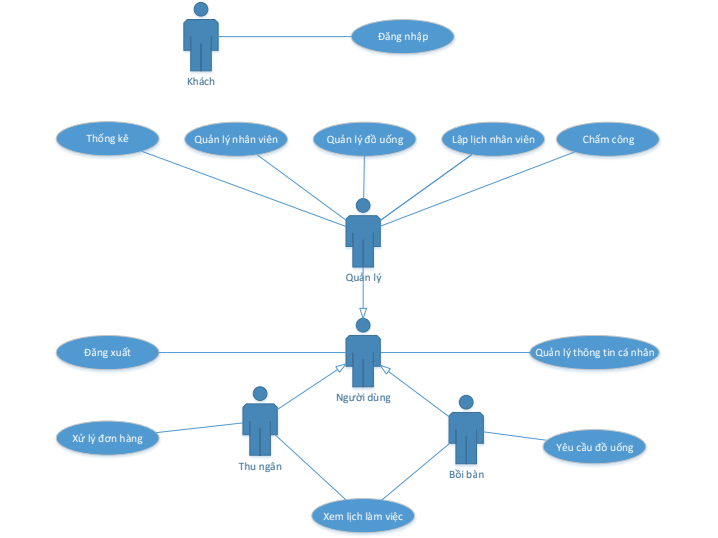 Đăng nhập
Khách
Thống kê
Quản lý nhân viên
Quản lý đồ uống
Lập lịch nhân viên
Chấm công
Quản lý
Đăng xuất
Quản lý thông tin cá nhân
Người dùng
Xử lý đơn hàng
Yêu cầu đồ uống
Thu ngân
Bồi bàn
Xem lịch làm việc